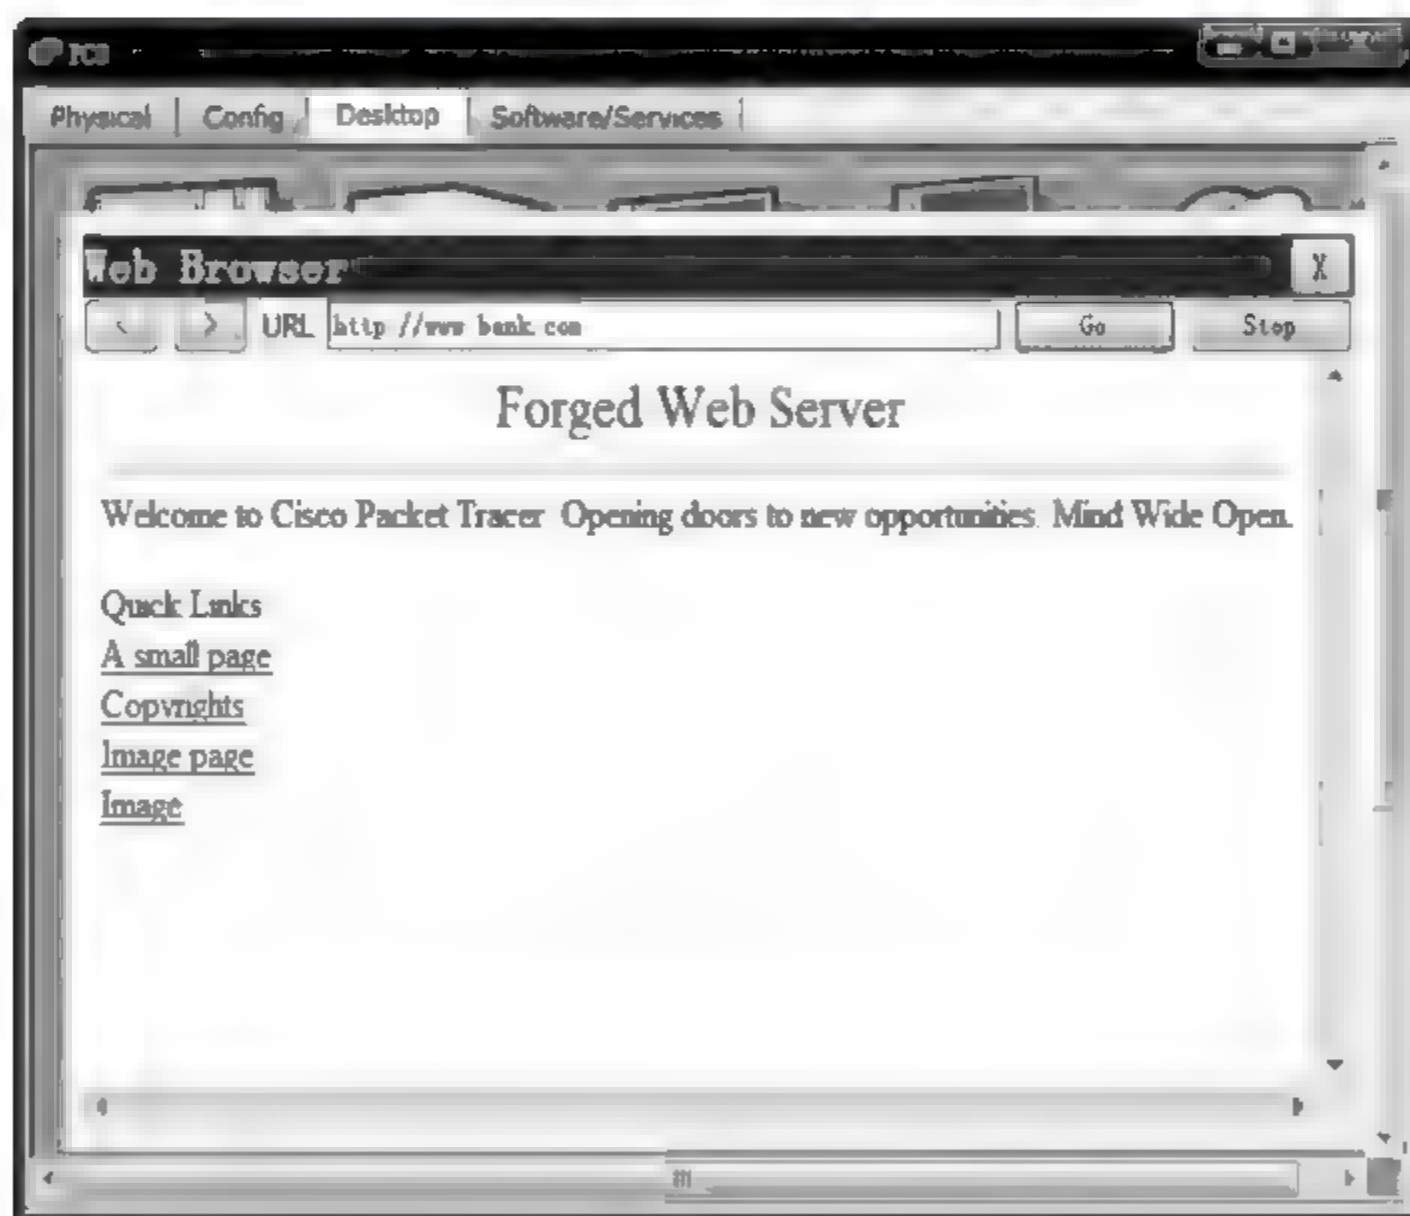 PC0
Physical Config Desktop Software/Services
Web Browser X
< > URL http //www bank com Go Stop
Forged Web Server
Welcome to Cisco Packet Tracer Opening doors to new opportunities. Mind Wide Open.
Quick Links
A small page
Copyrights
Image page
Image